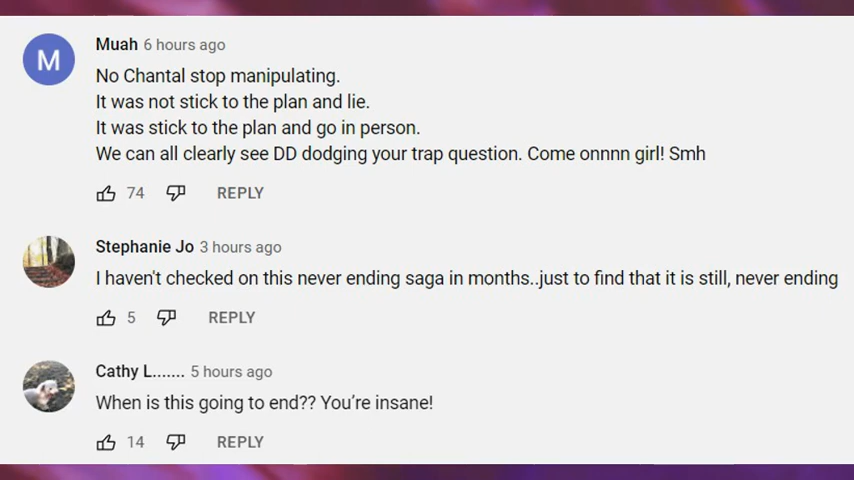 M
Muah 6 hours ago
No Chantal stop manipulating.
It was not stick to the plan and lie.
It was stick to the plan and go in person.
We can all clearly see DD dodging your trap question. Come onnnn girl! Smh
74 REPLY
Stephanie Jo 3 hours ago
I haven't checked on this never ending saga in months..just to find that it is still, never ending
5 REPLY
Cathy L....... 5 hours ago
When is this going to end?? You’re insane!
14 REPLY